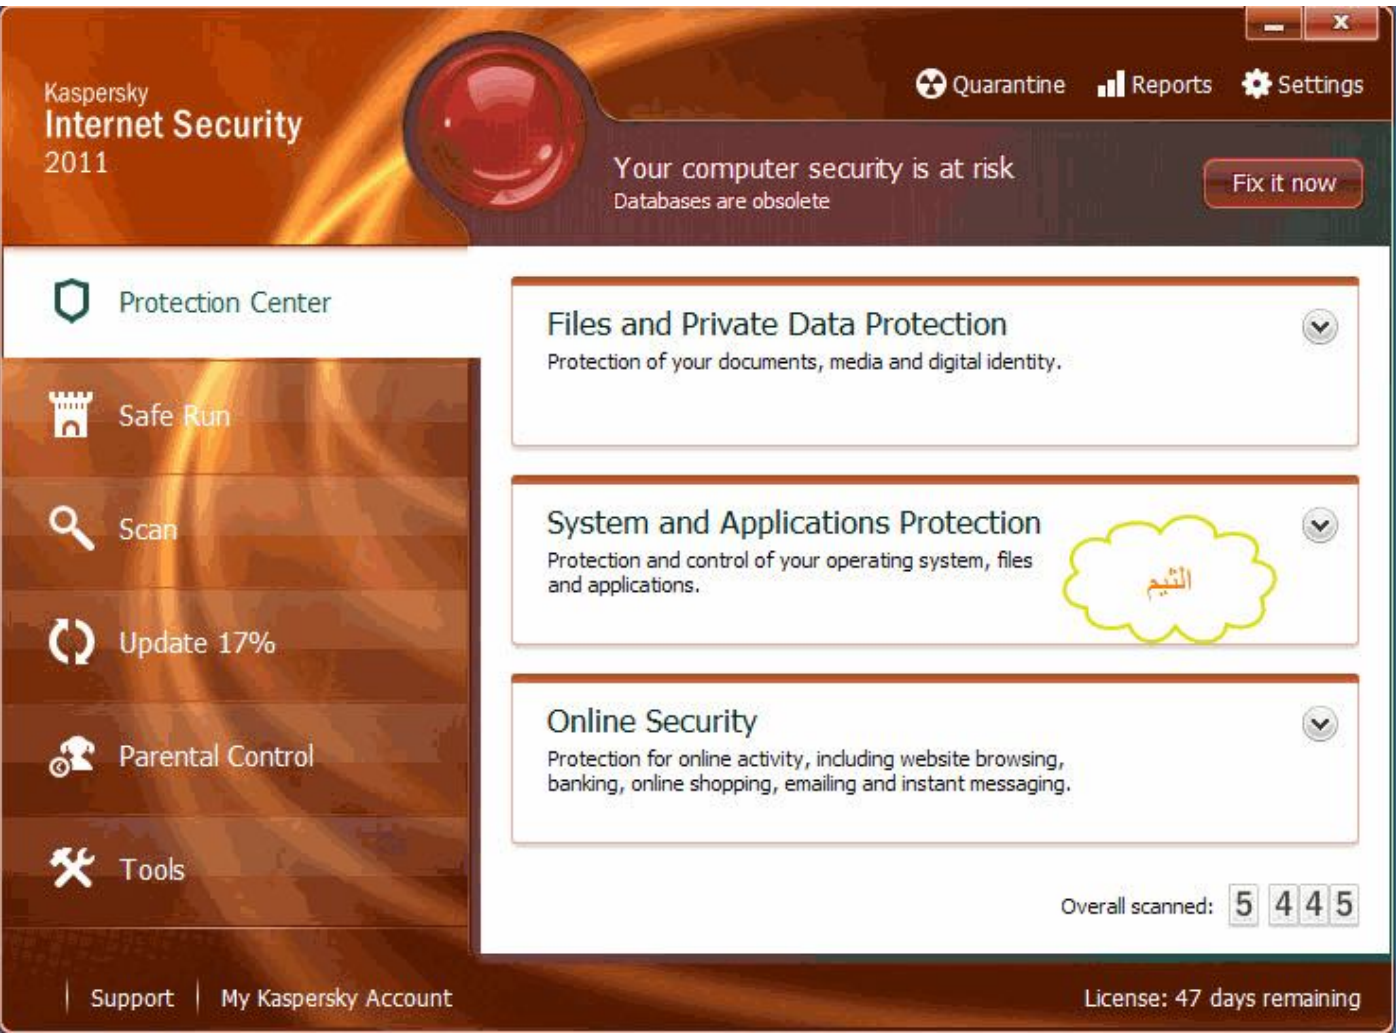 Kaspersky
Internet Security
2011
Quarantine
Reports
Settings
Your computer security is at risk
Databases are obsolete
Fix it now
Protection Center
Safe Run
Scan
Update 17%
Parental Control
Tools
Files and Private Data Protection
Protection of your documents, media and digital identity.
System and Applications Protection
Protection and control of your operating system, files
and applications.
الثيم
Online Security
Protection for online activity, including website browsing,
banking, online shopping, emailing and instant messaging.
Overall scanned: 5 445
Support
My Kaspersky Account
License: 47 days remaining